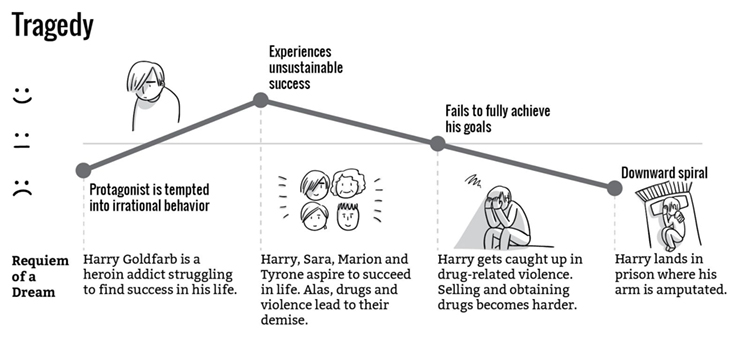 Tragedy
Experiences
unsustainable
success
Fails to fully achieve
his goals
Protagonist is tempted
into irrational behavior
Downward spiral
Requiem
of a
Dream
Harry Goldfarb is a
heroin addict struggling
to find success in his life.
Harry, Sara, Marion and
Tyrone aspire to succeed
in life. Alas, drugs and
violence lead to their
demise.
Harry gets caught up in
drug-related violence.
Selling and obtaining
drugs becomes harder.
Harry lands in
prison where his
arm is amputated.